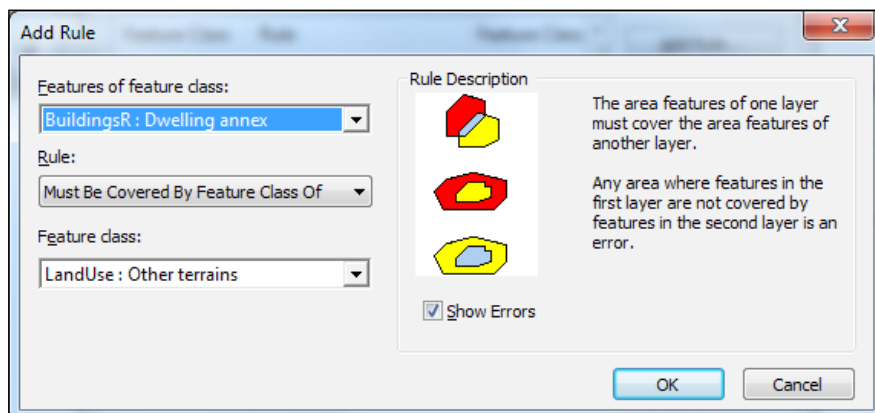 Add Rule
Features of feature class:
BuildingsR : Dwelling annex
Rule:
Must Be Covered By Feature Class Of
Feature class:
LandUse : Other terrains
Rule Description
The area features of one layer
must cover the area features of
another layer.
Any area where features in the
first layer are not covered by
features in the second layer is an
error.
Show Errors
OK
Cancel